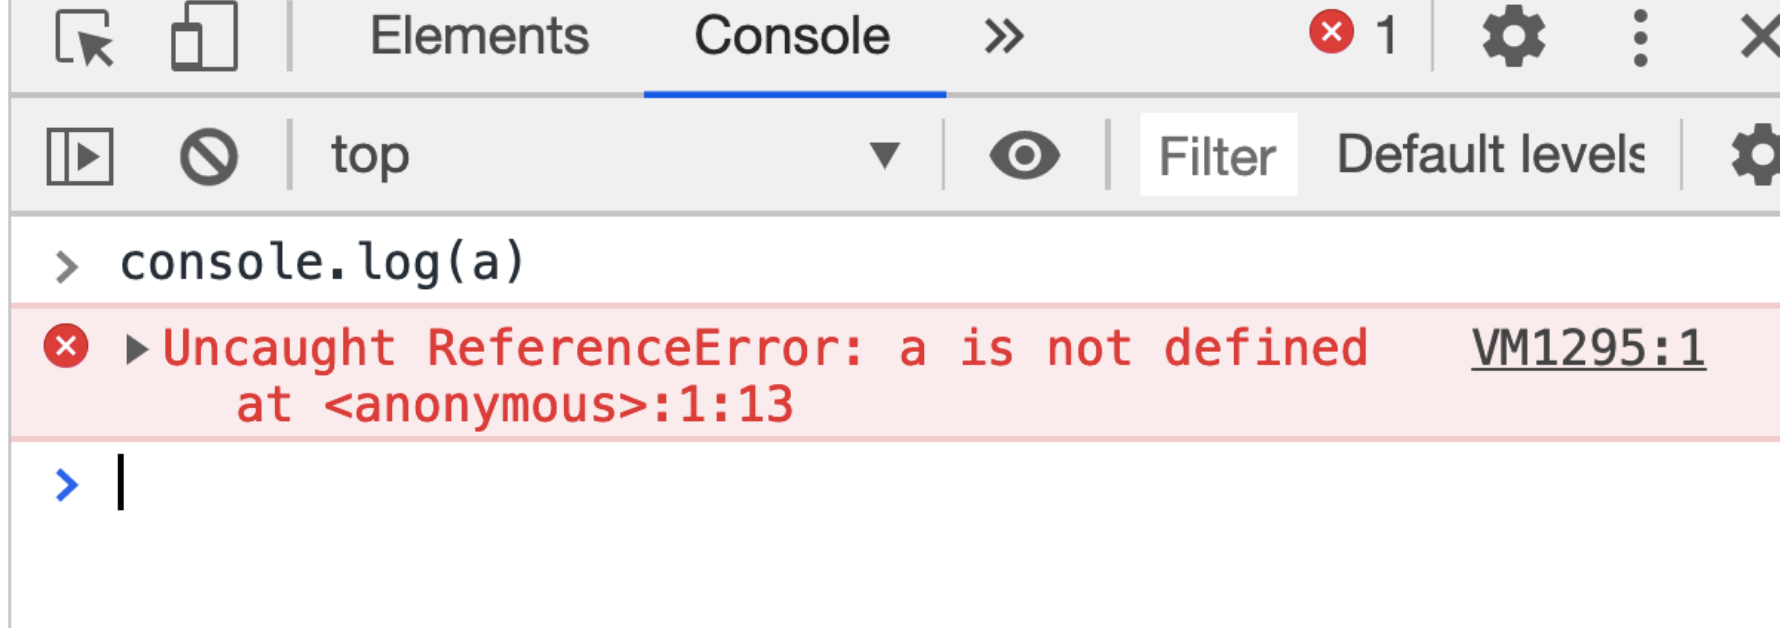 Elements Console 1
top Filter Default levels
console.log(a)
Uncaught ReferenceError: a is not defined VM1295:1
at <anonymous>:1:13